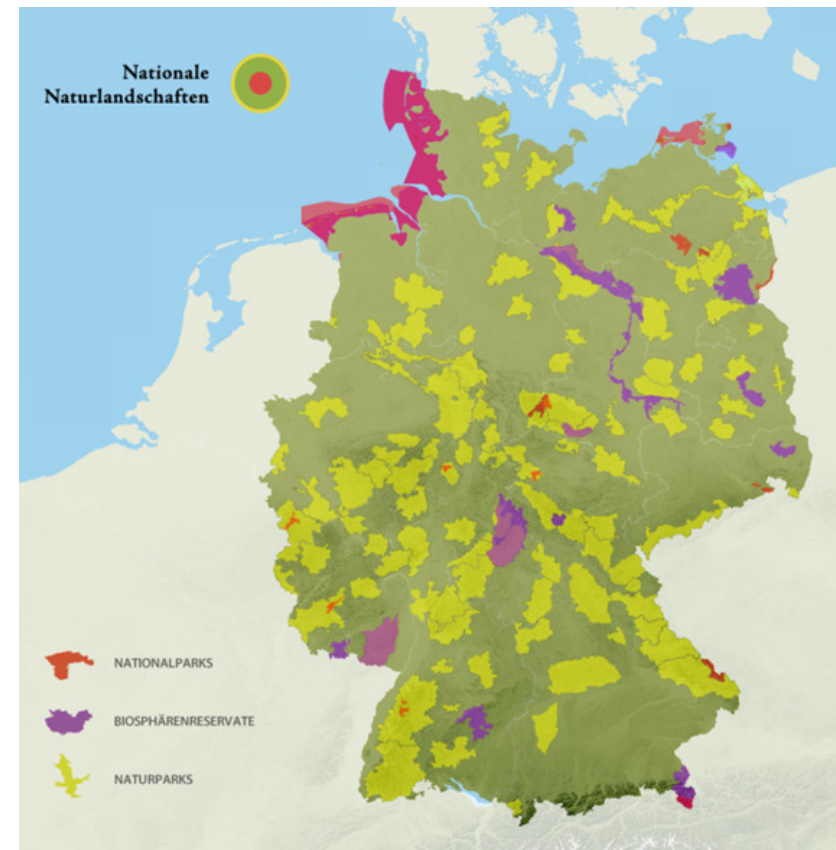 Nationale
Naturlandschaften
NATIONALPARKS
BIOSPHÄRENRESERVATE
NATURPARKS